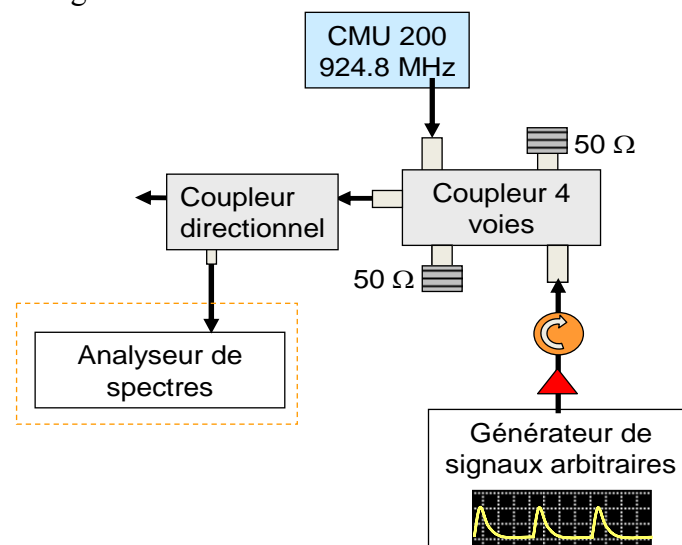 CMU 200
924.8 MHz
50 Ω
Coupleur
directionnel
Coupleur 4
voies
50 Ω
Analyseur de
spectres
Générateur de
signaux arbitraires